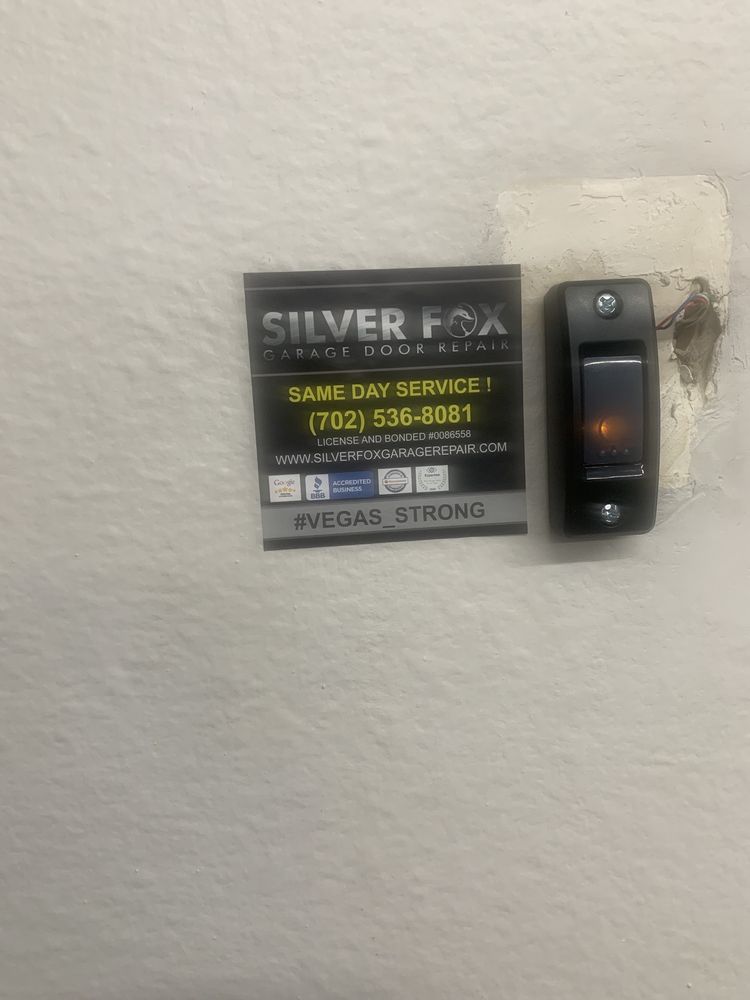 SILVER FOX
GARAGE DOOR REPAIR
SAME DAY SERVICE !
(702) 536-8081
LICENSE AND BONDED #0086558
WWW.SILVERFOXGARAGEREPAIR.COM
Google
BBB
ACCREDITED
BUSINESS
#VEGAS_STRONG